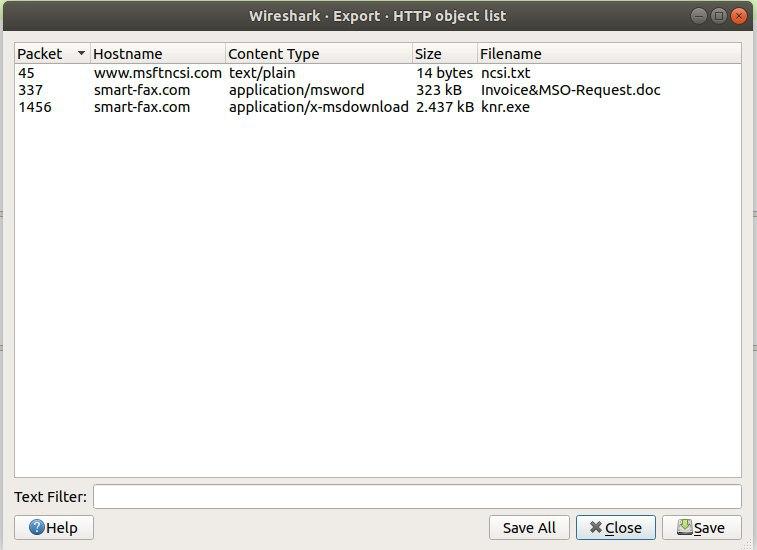 Wireshark · Export · HTTP object list
Packet Hostname Content Type Size Filename
45 www.msftncsi.com text/plain 14 bytes ncsi.txt
337 smart-fax.com application/msword 323 kB Invoice&MSO-Request.doc
1456 smart-fax.com application/x-msdownload 2.437 kB knr.exe
Text Filter:
Help Save All Close Save